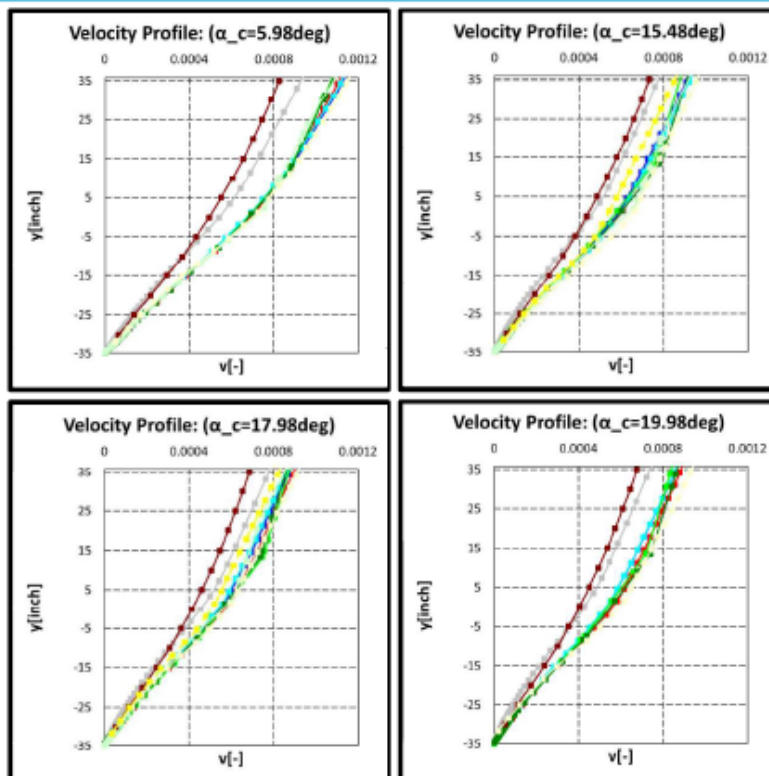 Velocity Profile: (α_c=5.98deg)
0 0.0004 0.0008 0.0012
35
25
15
5
-5
-15
-25
-35
y[inch]
v[-]
Velocity Profile: (α_c=15.48deg)
0 0.0004 0.0008 0.0012
35
25
15
5
-5
-15
-25
-35
y[inch]
v[-]
Velocity Profile: (α_c=17.98deg)
0 0.0004 0.0008 0.0012
35
25
15
5
-5
-15
-25
-35
y[inch]
v[-]
Velocity Profile: (α_c=19.98deg)
0 0.0004 0.0008 0.0012
35
25
15
5
-5
-15
-25
-35
y[inch]
v[-]